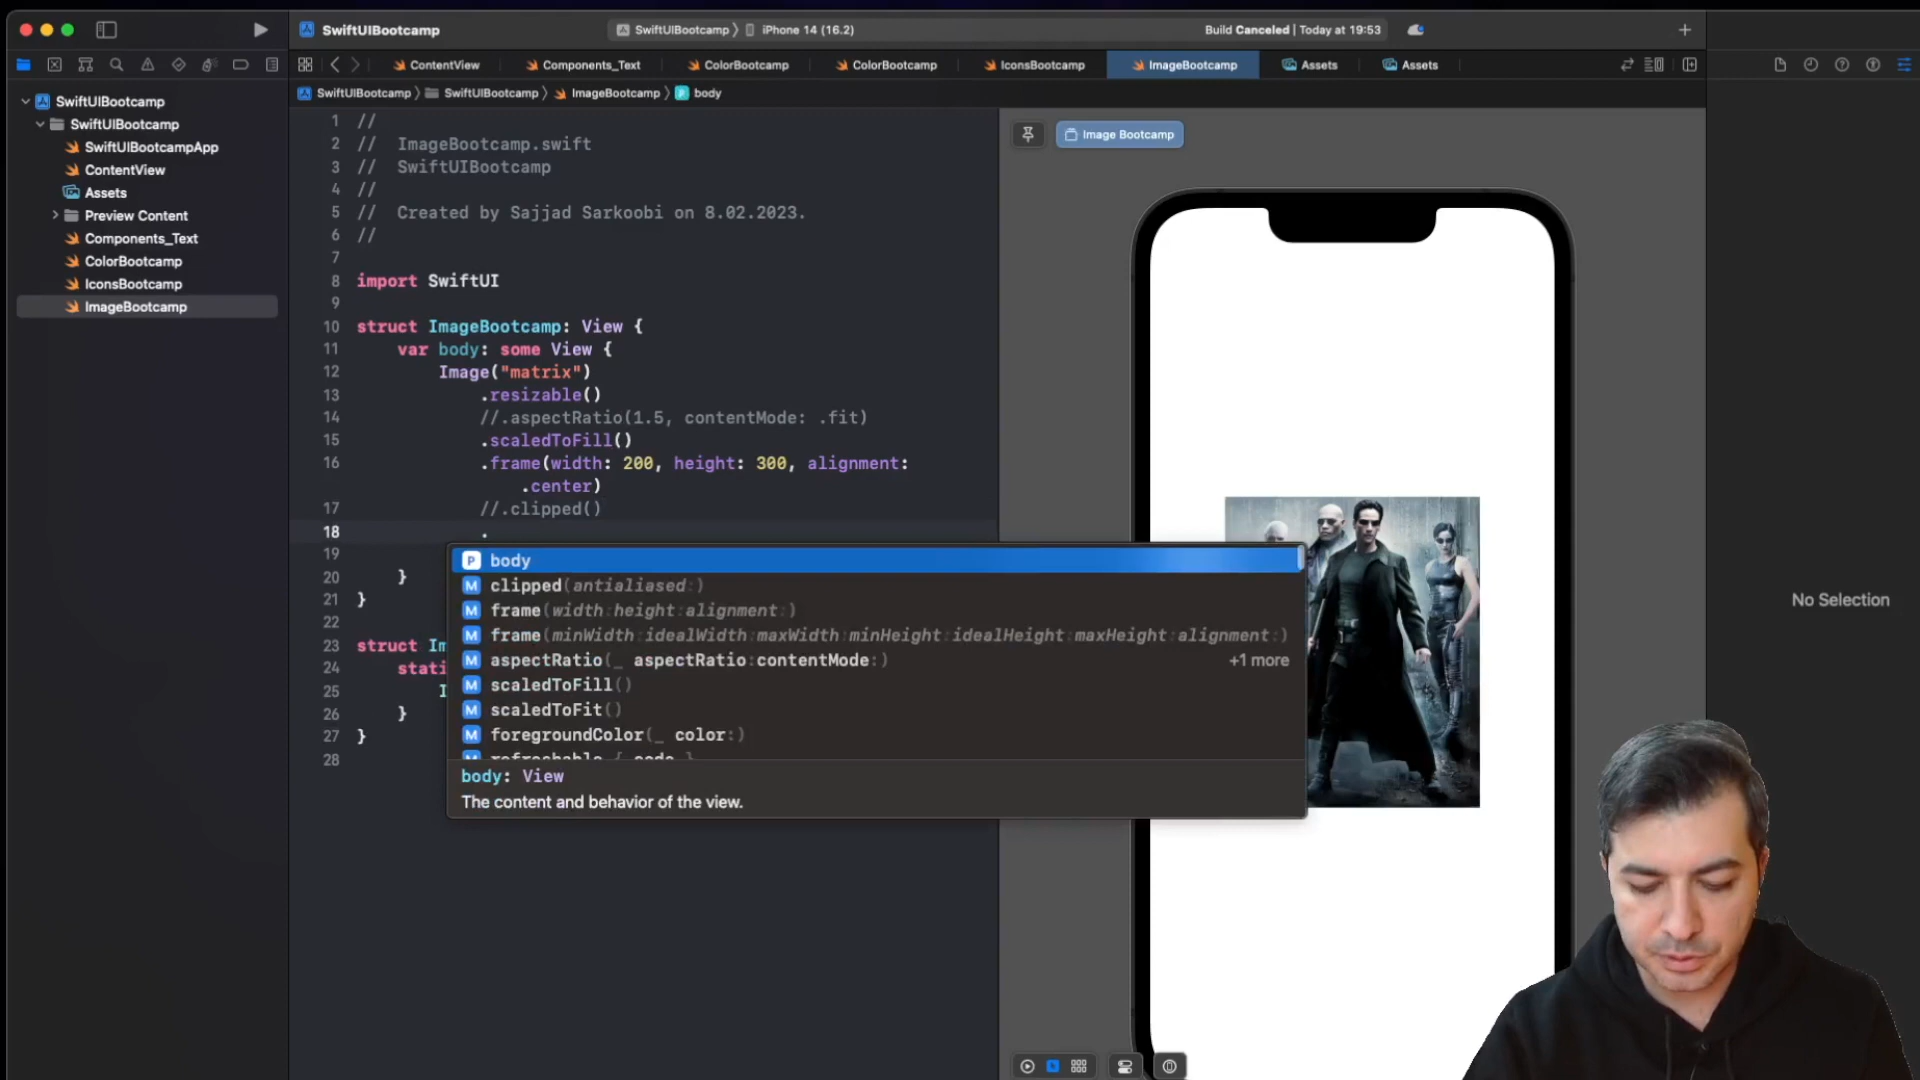 SwiftUIBootcamp
SwiftUIBootcamp 〉 iPhone 14 (16.2)
Build Canceled | Today at 19:53
ContentView
Components_Text
ColorBootcamp
ColorBootcamp
IconsBootcamp
ImageBootcamp
Assets
Assets
SwiftUIBootcamp 〉 SwiftUIBootcamp 〉 ImageBootcamp 〉 body
SwiftUIBootcamp
SwiftUIBootcamp
SwiftUIBootcampApp
ContentView
Assets
Preview Content
Components_Text
ColorBootcamp
IconsBootcamp
ImageBootcamp
1 //
2 // ImageBootcamp.swift
3 // SwiftUIBootcamp
4 //
5 // Created by Sajjad Sarkoobi on 8.02.2023.
6 //
7
8 import SwiftUI
9
10 struct ImageBootcamp: View {
11 var body: some View {
12 Image("matrix")
13 .resizable()
14 //.aspectRatio(1.5, contentMode: .fit)
15 .scaledToFill()
16 .frame(width: 200, height: 300, alignment:
.center)
17 //.clipped()
18 .
19
20 }
21 }
22
23 struct Im
24 stati
25 I
26 }
27 }
28
P body
M clipped(antialiased:)
M frame(width:height:alignment:)
M frame(minWidth:idealWidth:maxWidth:minHeight:idealHeight:maxHeight:alignment:)
M aspectRatio(_ aspectRatio:contentMode:) +1 more
M scaledToFill()
M scaledToFit()
M foregroundColor(_ color:)
body: View
The content and behavior of the view.
Image Bootcamp
No Selection